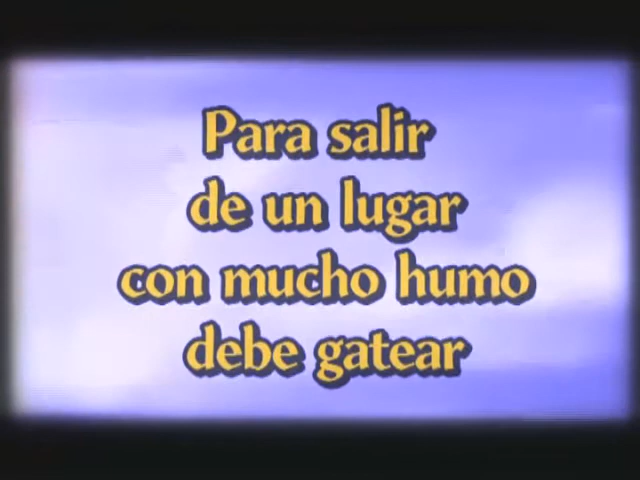 Para salir
de un lugar
con mucho humo
debe gatear